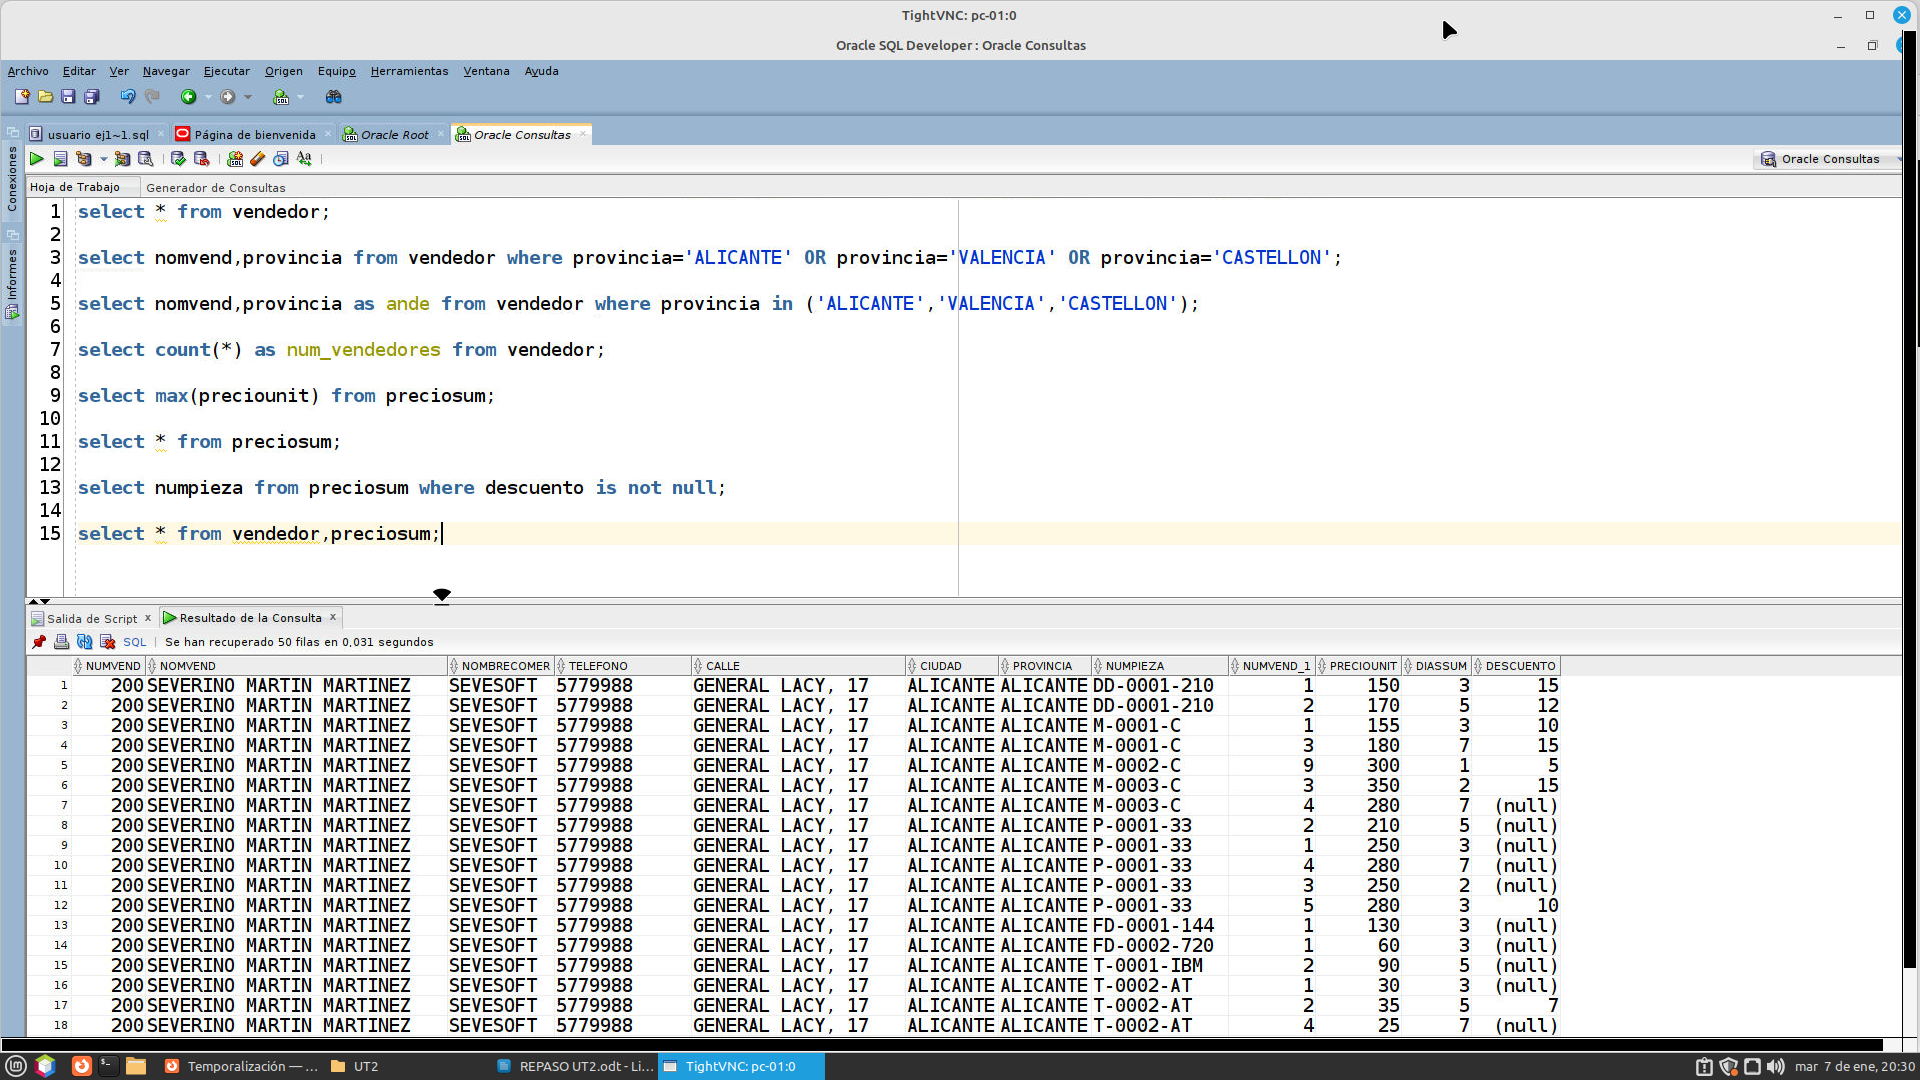 TightVNC: pc-01:0
Oracle SQL Developer : Oracle Consultas
Archivo Editar Ver Navegar Ejecutar Origen Equipo Herramientas Ventana Ayuda
usuario ej1~1.sql Página de bienvenida Oracle Root Oracle Consultas
Oracle Consultas
Conexiones
Informes
Hoja de Trabajo Generador de Consultas
1 select * from vendedor;
2
3 select nomvend,provincia from vendedor where provincia='ALICANTE' OR provincia='VALENCIA' OR provincia='CASTELLON';
4
5 select nomvend,provincia as ande from vendedor where provincia in ('ALICANTE','VALENCIA','CASTELLON');
6
7 select count(*) as num_vendedores from vendedor;
8
9 select max(preciounit) from preciosum;
10
11 select * from preciosum;
12
13 select numpieza from preciosum where descuento is not null;
14
15 select * from vendedor,preciosum;
Salida de Script x Resultado de la Consulta x
SQL | Se han recuperado 50 filas en 0,031 segundos
NUMVEND NOMVEND NOMBRECOMER TELEFONO CALLE CIUDAD PROVINCIA NUMPIEZA NUMVEND_1 PRECIOUNIT DIASSUM DESCUENTO
1 200 SEVERINO MARTIN MARTINEZ SEVESOFT 5779988 GENERAL LACY, 17 ALICANTE ALICANTE DD-0001-210 1 150 3 15
2 200 SEVERINO MARTIN MARTINEZ SEVESOFT 5779988 GENERAL LACY, 17 ALICANTE ALICANTE DD-0001-210 2 170 5 12
3 200 SEVERINO MARTIN MARTINEZ SEVESOFT 5779988 GENERAL LACY, 17 ALICANTE ALICANTE M-0001-C 1 155 3 10
4 200 SEVERINO MARTIN MARTINEZ SEVESOFT 5779988 GENERAL LACY, 17 ALICANTE ALICANTE M-0001-C 3 180 7 15
5 200 SEVERINO MARTIN MARTINEZ SEVESOFT 5779988 GENERAL LACY, 17 ALICANTE ALICANTE M-0002-C 9 300 1 5
6 200 SEVERINO MARTIN MARTINEZ SEVESOFT 5779988 GENERAL LACY, 17 ALICANTE ALICANTE M-0003-C 3 350 2 15
7 200 SEVERINO MARTIN MARTINEZ SEVESOFT 5779988 GENERAL LACY, 17 ALICANTE ALICANTE M-0003-C 4 280 7 (null)
8 200 SEVERINO MARTIN MARTINEZ SEVESOFT 5779988 GENERAL LACY, 17 ALICANTE ALICANTE P-0001-33 2 210 5 (null)
9 200 SEVERINO MARTIN MARTINEZ SEVESOFT 5779988 GENERAL LACY, 17 ALICANTE ALICANTE P-0001-33 1 250 3 (null)
10 200 SEVERINO MARTIN MARTINEZ SEVESOFT 5779988 GENERAL LACY, 17 ALICANTE ALICANTE P-0001-33 4 280 7 (null)
11 200 SEVERINO MARTIN MARTINEZ SEVESOFT 5779988 GENERAL LACY, 17 ALICANTE ALICANTE P-0001-33 3 250 2 (null)
12 200 SEVERINO MARTIN MARTINEZ SEVESOFT 5779988 GENERAL LACY, 17 ALICANTE ALICANTE P-0001-33 5 280 3 10
13 200 SEVERINO MARTIN MARTINEZ SEVESOFT 5779988 GENERAL LACY, 17 ALICANTE ALICANTE FD-0001-144 1 130 3 (null)
14 200 SEVERINO MARTIN MARTINEZ SEVESOFT 5779988 GENERAL LACY, 17 ALICANTE ALICANTE FD-0002-720 1 60 3 (null)
15 200 SEVERINO MARTIN MARTINEZ SEVESOFT 5779988 GENERAL LACY, 17 ALICANTE ALICANTE T-0001-IBM 2 90 5 (null)
16 200 SEVERINO MARTIN MARTINEZ SEVESOFT 5779988 GENERAL LACY, 17 ALICANTE ALICANTE T-0002-AT 1 30 3 (null)
17 200 SEVERINO MARTIN MARTINEZ SEVESOFT 5779988 GENERAL LACY, 17 ALICANTE ALICANTE T-0002-AT 2 35 5 7
18 200 SEVERINO MARTIN MARTINEZ SEVESOFT 5779988 GENERAL LACY, 17 ALICANTE ALICANTE T-0002-AT 4 25 7 (null)
Temporalización — ... UT2 REPASO UT2.odt - Li... TightVNC: pc-01:0 mar 7 de ene, 20:30